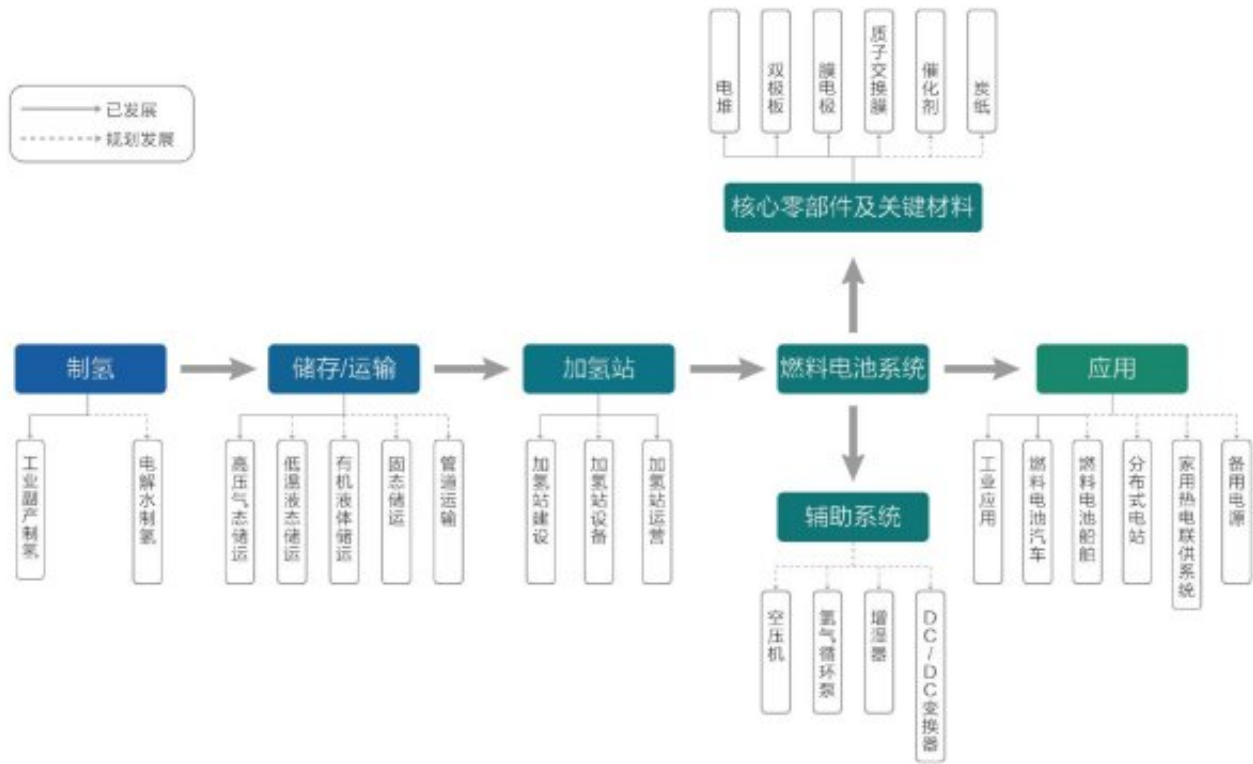 电堆
双极板
膜电极
质子交换膜
催化剂
炭纸
已发展
规划发展
核心零部件及关键材料
制氢
储存/运输
加氢站
燃料电池系统
应用
工业副产制氢
电解水制氢
高压气态储运
低温液态储运
有机液体储运
固态储运
管道运输
加氢站建设
加氢站设备
加氢站运营
工业应用
燃料电池汽车
燃料电池船舶
分布式电站
家用热电联供系统
备用电源
辅助系统
空压机
氢气循环泵
增湿器
DC/DC变换器